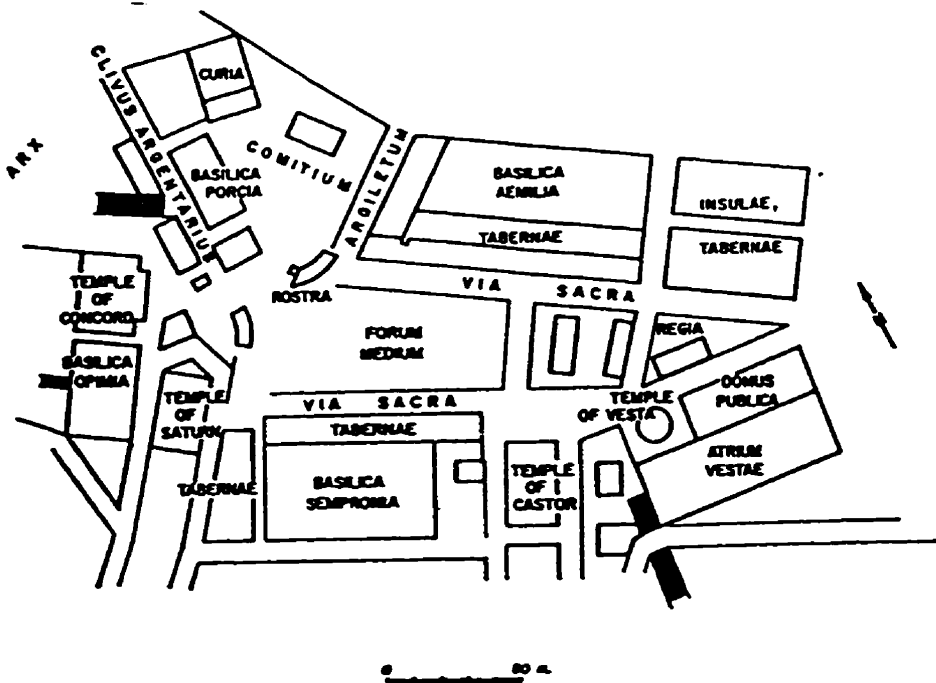 CURIA
CLIVUS ARGENTARIUS
ARX
COMITIUM
ARGILETUM
BASILICA
PORCIA
BASILICA
AEMILIA
TABERNAE
INSULAE,
TABERNAE
VIA SACRA
ROSTRA
TEMPLE
OF
CONCORD
FORUM
MEDIUM
REGIA
BASILICA
OPIMIA
TEMPLE
OF
SATURN
VIA SACRA
TABERNAE
TEMPLE
OF VESTA
DOMUS
PUBLICA
ATRIUM
VESTAE
TABERNAE
BASILICA
SEMPRONIA
TEMPLE
OF
CASTOR